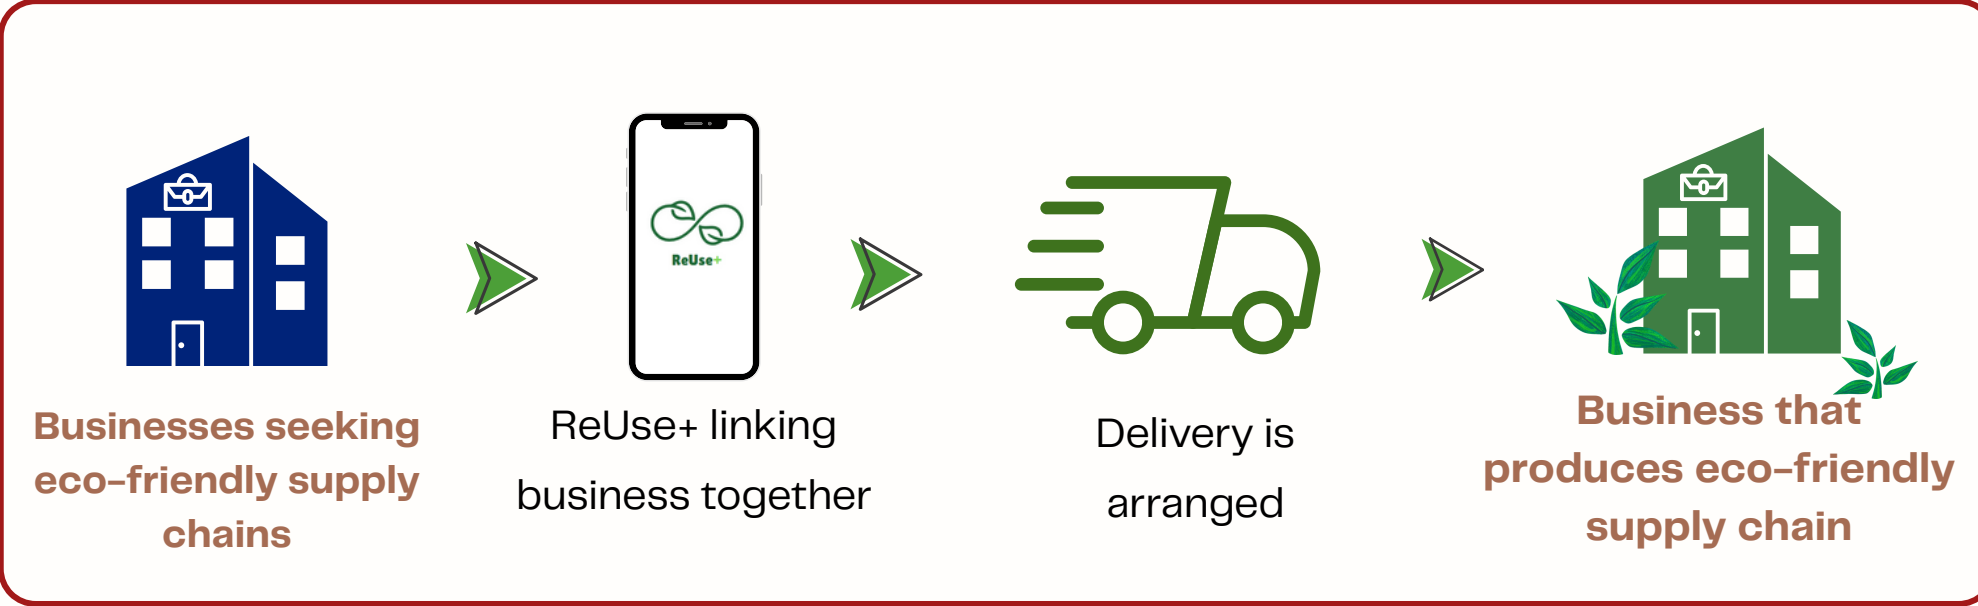 ReUse+
Businesses seeking
eco-friendly supply
chains
ReUse+ linking
business together
Delivery is
arranged
Business that
produces eco-friendly
supply chain